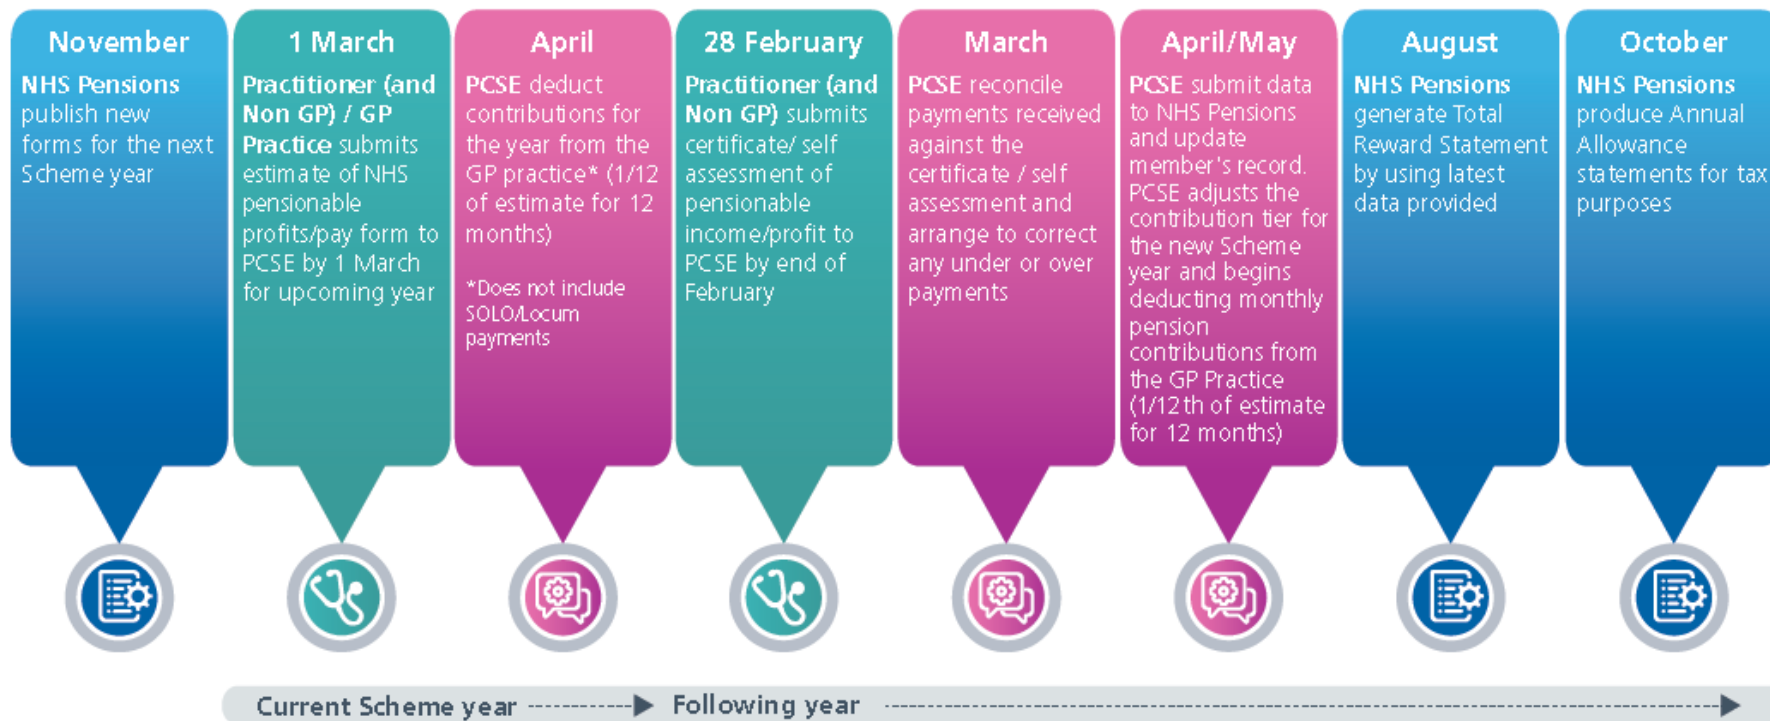 November
NHS Pensions
publish new
forms for the next
Scheme year
1 March
Practitioner (and
Non GP) / GP
Practice submits
estimate of NHS
pensionable
profits/pay form to
PCSE by 1 March
for upcoming year
April
PCSE deduct
contributions for
the year from the
GP practice* (1/12
of estimate for 12
months)
*Does not include
SOLO/Locum
payments
28 February
Practitioner (and
Non GP) submits
certificate/ self
assessment of
pensionable
income/profit to
PCSE by end of
February
March
PCSE reconcile
payments received
against the
certificate / self
assessment and
arrange to correct
any under or over
payments
April/May
PCSE submit data
to NHS Pensions
and update
member's record.
PCSE adjusts the
contribution tier for
the new Scheme
year and begins
deducting monthly
pension
contributions from
the GP Practice
(1/12th of estimate
for 12 months)
August
NHS Pensions
generate Total
Reward Statement
by using latest
data provided
October
NHS Pensions
produce Annual
Allowance
statements for tax
purposes
Current Scheme year
Following year